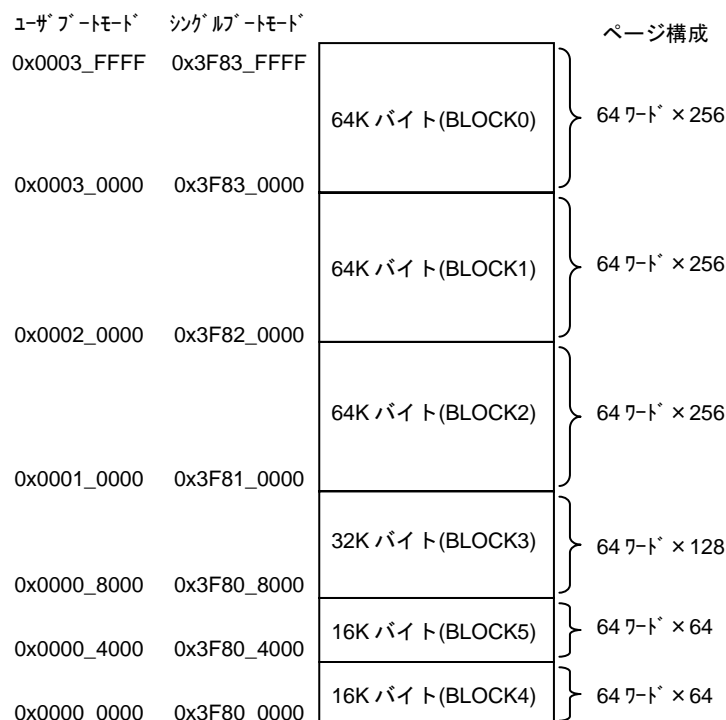 ﾕｰｻﾞﾌﾞｰﾄﾓｰﾄﾞ ｼﾝｸﾞﾙﾌﾞｰﾄﾓｰﾄﾞ ページ構成
0x0003_FFFF 0x3F83_FFFF
64K バイト(BLOCK0) 64 ﾜｰﾄﾞ×256
0x0003_0000 0x3F83_0000
64K バイト(BLOCK1) 64 ﾜｰﾄﾞ×256
0x0002_0000 0x3F82_0000
64K バイト(BLOCK2) 64 ﾜｰﾄﾞ×256
0x0001_0000 0x3F81_0000
32K バイト(BLOCK3) 64 ﾜｰﾄﾞ×128
0x0000_8000 0x3F80_8000
16K バイト(BLOCK5) 64 ﾜｰﾄﾞ×64
0x0000_4000 0x3F80_4000
16K バイト(BLOCK4) 64 ﾜｰﾄﾞ×64
0x0000_0000 0x3F80_0000